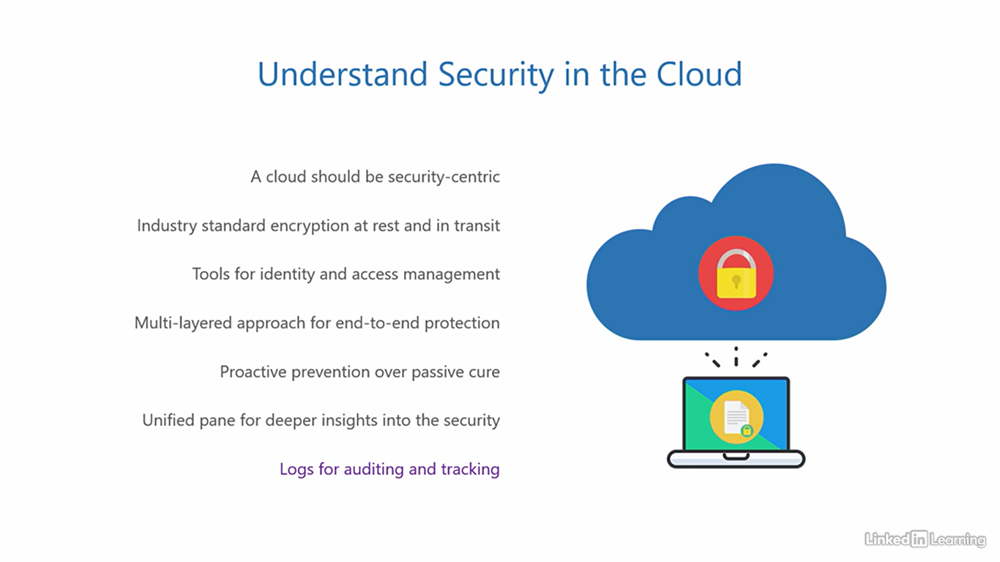 Understand Security in the Cloud
A cloud should be security-centric
Industry standard encryption at rest and in transit
Tools for identity and access management
Multi-layered approach for end-to-end protection
Proactive prevention over passive cure
Unified pane for deeper insights into the security
Logs for auditing and tracking
Linked in Learning